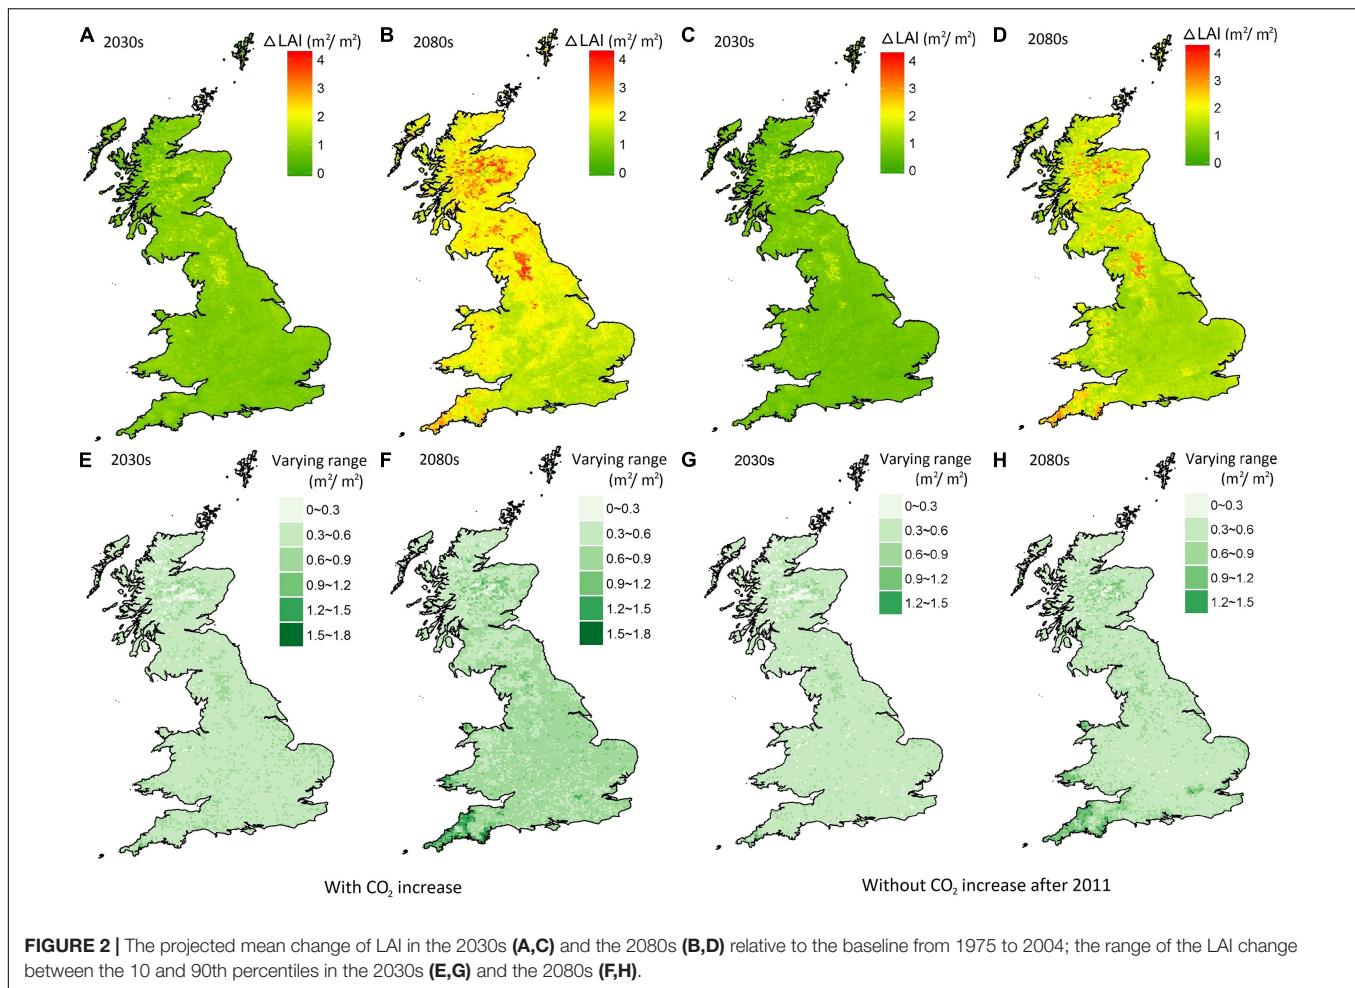 A 2030s △LAI (m²/ m²)
4
3
2
1
0
B 2080s △LAI (m²/ m²)
4
3
2
1
0
C 2030s △LAI (m²/ m²)
4
3
2
1
0
D 2080s △LAI (m²/ m²)
4
3
2
1
0
E 2030s Varying range
(m²/ m²)
0~0.3
0.3~0.6
0.6~0.9
0.9~1.2
1.2~1.5
1.5~1.8
F 2080s Varying range
(m²/ m²)
0~0.3
0.3~0.6
0.6~0.9
0.9~1.2
1.2~1.5
1.5~1.8
G 2030s Varying range
(m²/ m²)
0~0.3
0.3~0.6
0.6~0.9
0.9~1.2
1.2~1.5
H 2080s Varying range
(m²/ m²)
0~0.3
0.3~0.6
0.6~0.9
0.9~1.2
1.2~1.5
With CO₂ increase
Without CO₂ increase after 2011
FIGURE 2 | The projected mean change of LAI in the 2030s (A,C) and the 2080s (B,D) relative to the baseline from 1975 to 2004; the range of the LAI change
between the 10 and 90th percentiles in the 2030s (E,G) and the 2080s (F,H).